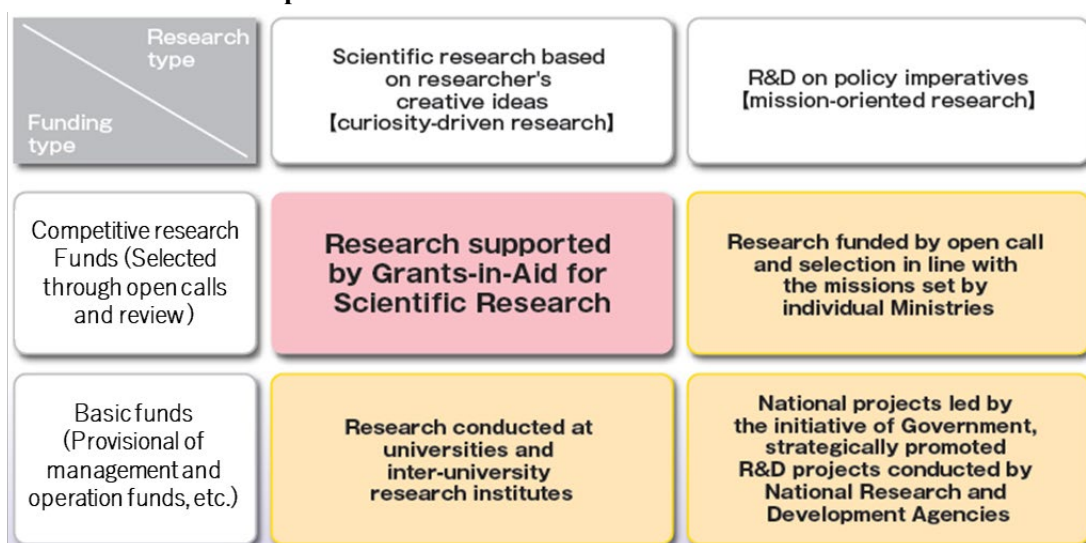 Research
type
Funding
type
Scientific research based
on researcher's
creative ideas
【curiosity-driven research】
R&D on policy imperatives
【mission-oriented research】
Competitive research
Funds (Selected
through open calls
and review)
Research supported
by Grants-in-Aid for
Scientific Research
Research funded by open call
and selection in line with
the missions set by
individual Ministries
Basic funds
(Provisional of
management and
operation funds, etc.)
Research conducted at
universities and
inter-university
research institutes
National projects led by
the initiative of Government,
strategically promoted
R&D projects conducted by
National Research and
Development Agencies